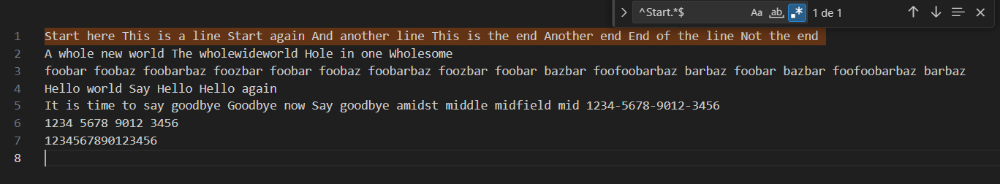 ^Start.*$ Aa ab .* 1 de 1
1 Start here This is a line Start again And another line This is the end Another end End of the line Not the end
2 A whole new world The wholewideworld Hole in one Wholesome
3 foobar foobaz foobarbaz foozbar foobar foobaz foobarbaz foozbar foobar bazbar foofoobarbaz barbaz foobar bazbar foofoobarbaz barbaz
4 Hello world Say Hello Hello again
5 It is time to say goodbye Goodbye now Say goodbye amidst middle midfield mid 1234-5678-9012-3456
6 1234 5678 9012 3456
7 1234567890123456
8